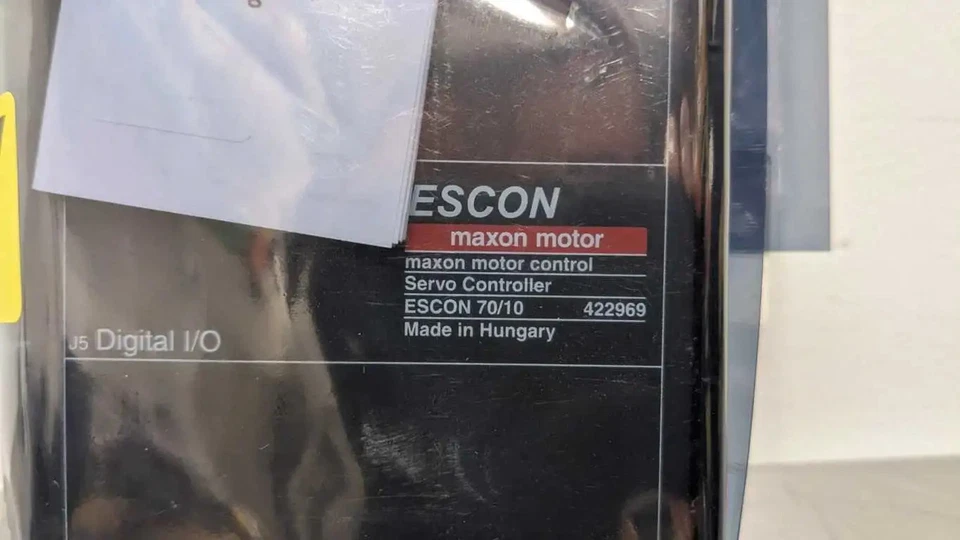 ESCON
maxon motor
maxon motor control
Servo Controller
ESCON 70/10 422969
Made in Hungary
J5 Digital I/O